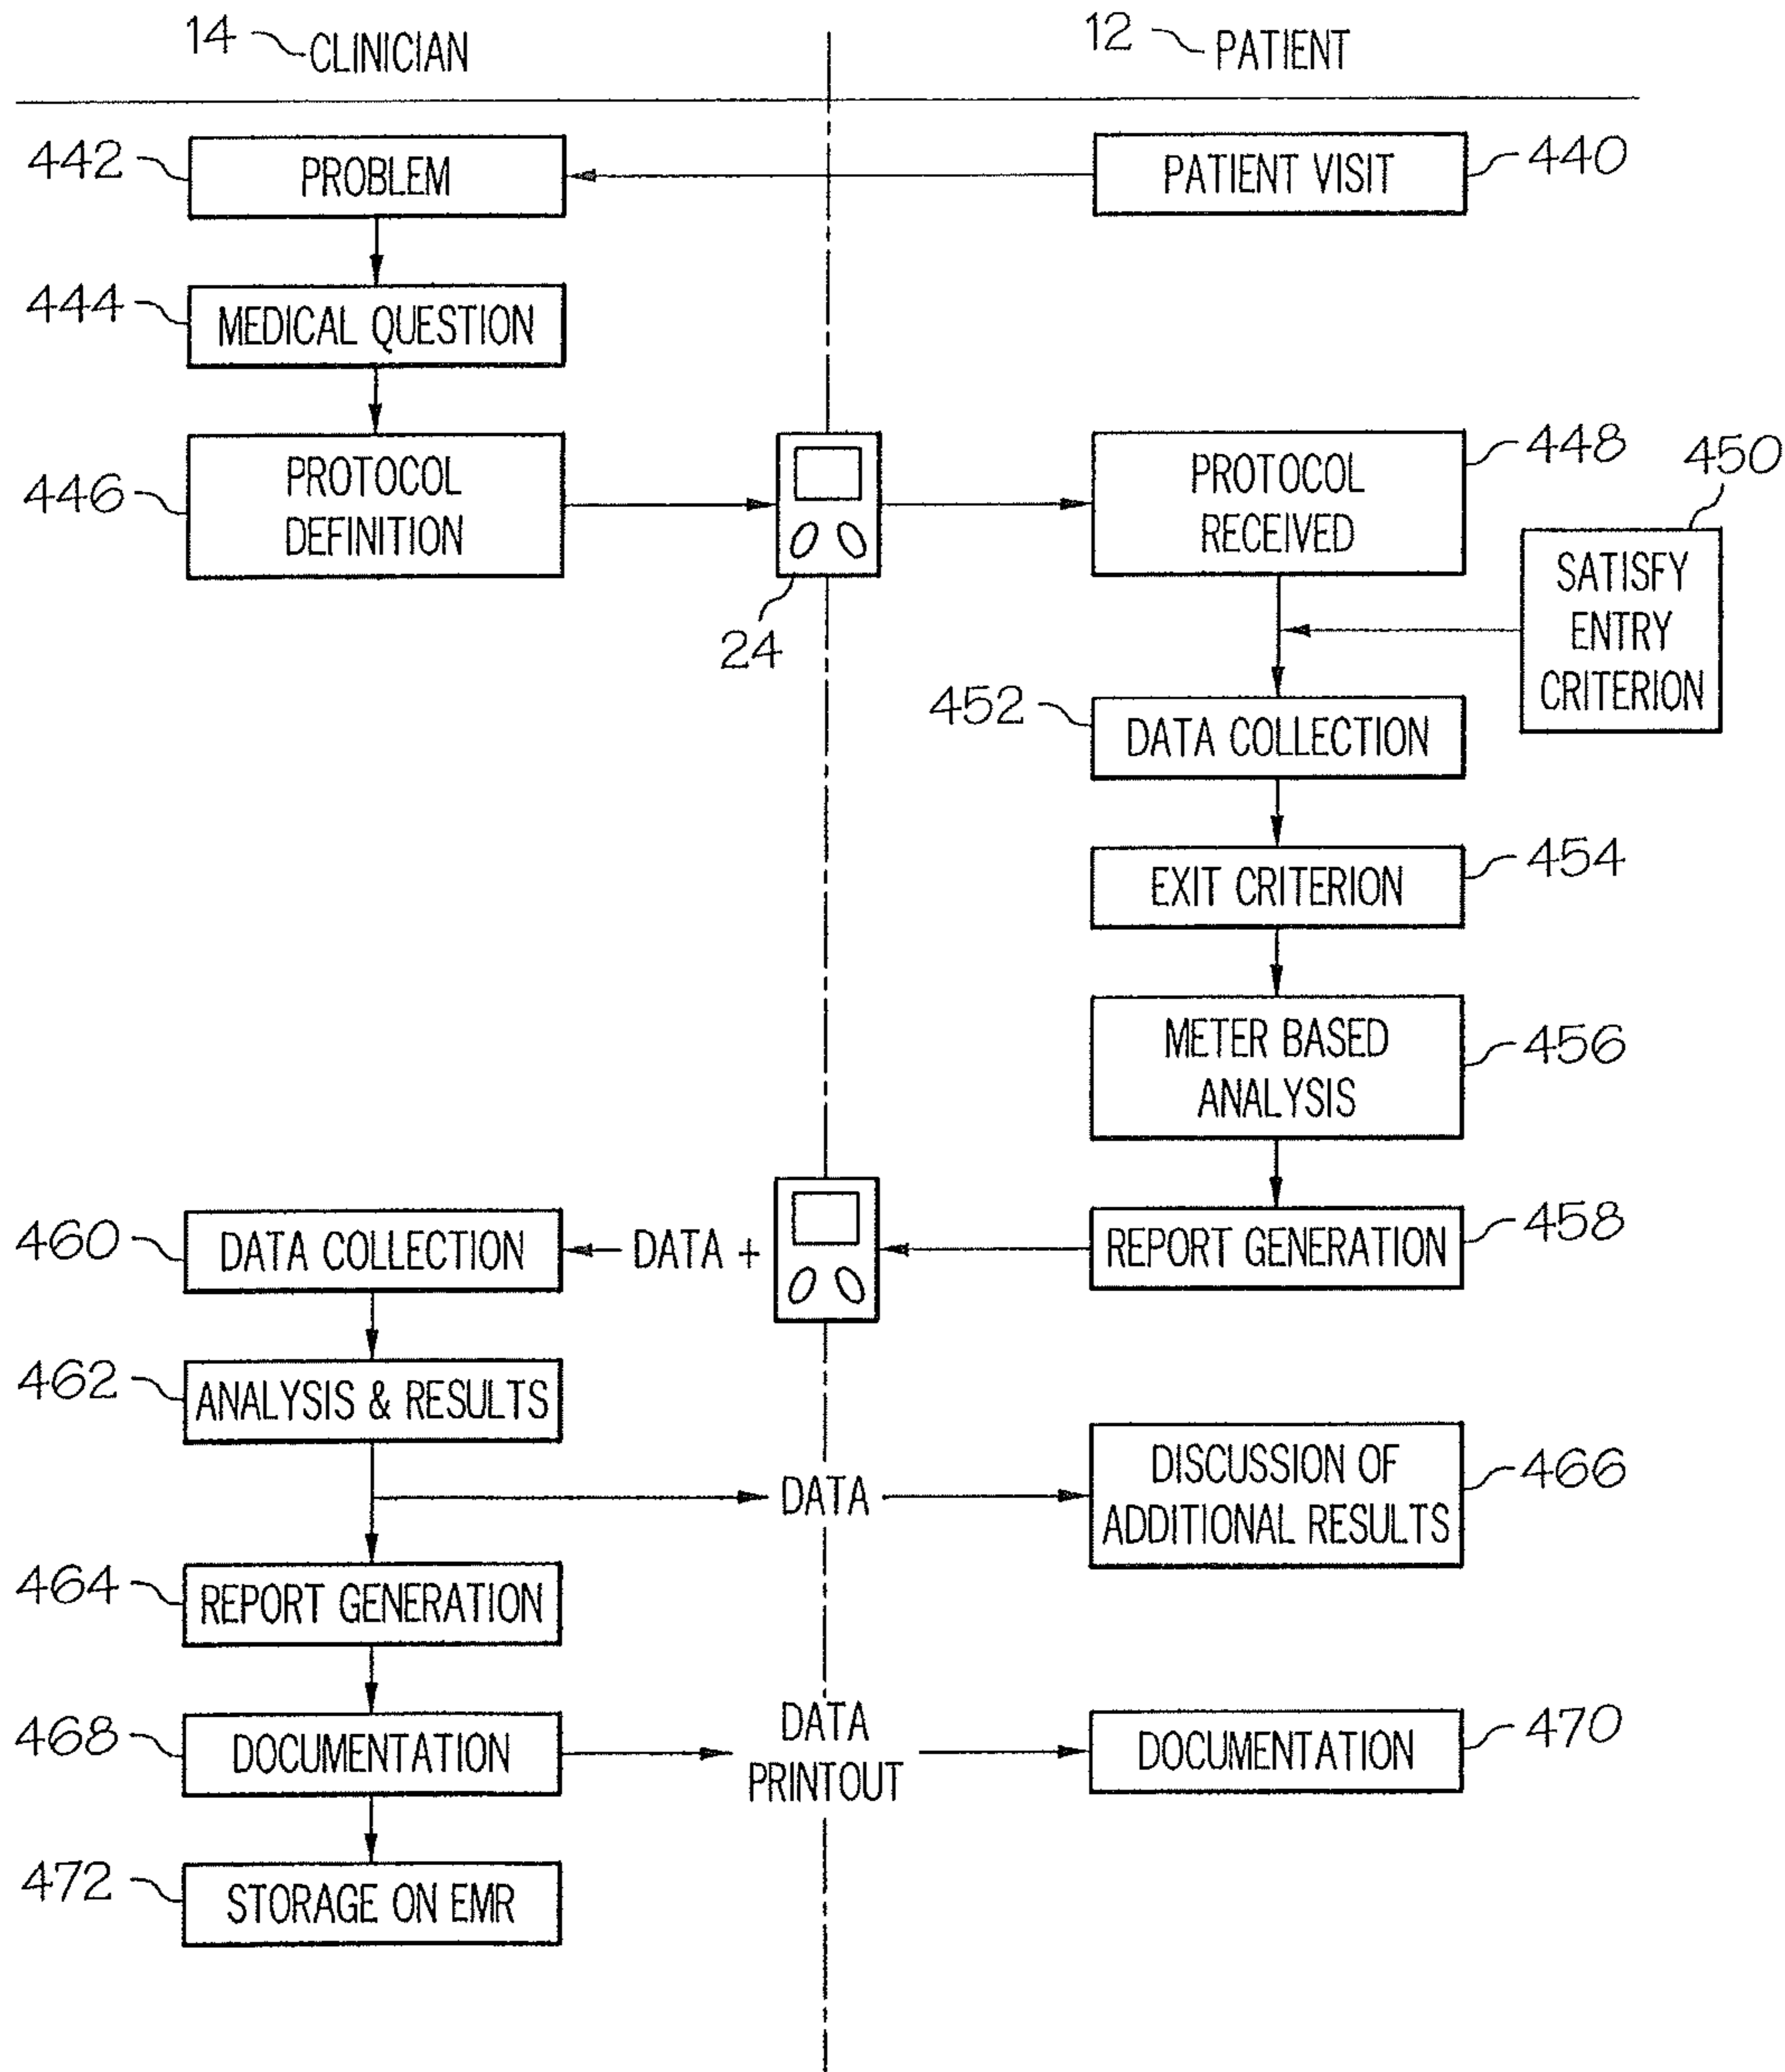 14 CLINICIAN
12 PATIENT
442 PROBLEM
PATIENT VISIT 440
444 MEDICAL QUESTION
446 PROTOCOL
DEFINITION
24
PROTOCOL
RECEIVED 448
450
SATISFY
ENTRY
CRITERION
452 DATA COLLECTION
EXIT CRITERION 454
METER BASED
ANALYSIS 456
REPORT GENERATION 458
460 DATA COLLECTION
DATA +
462 ANALYSIS & RESULTS
DATA
DISCUSSION OF
ADDITIONAL RESULTS 466
464 REPORT GENERATION
468 DOCUMENTATION
DATA
PRINTOUT
DOCUMENTATION 470
472 STORAGE ON EMR